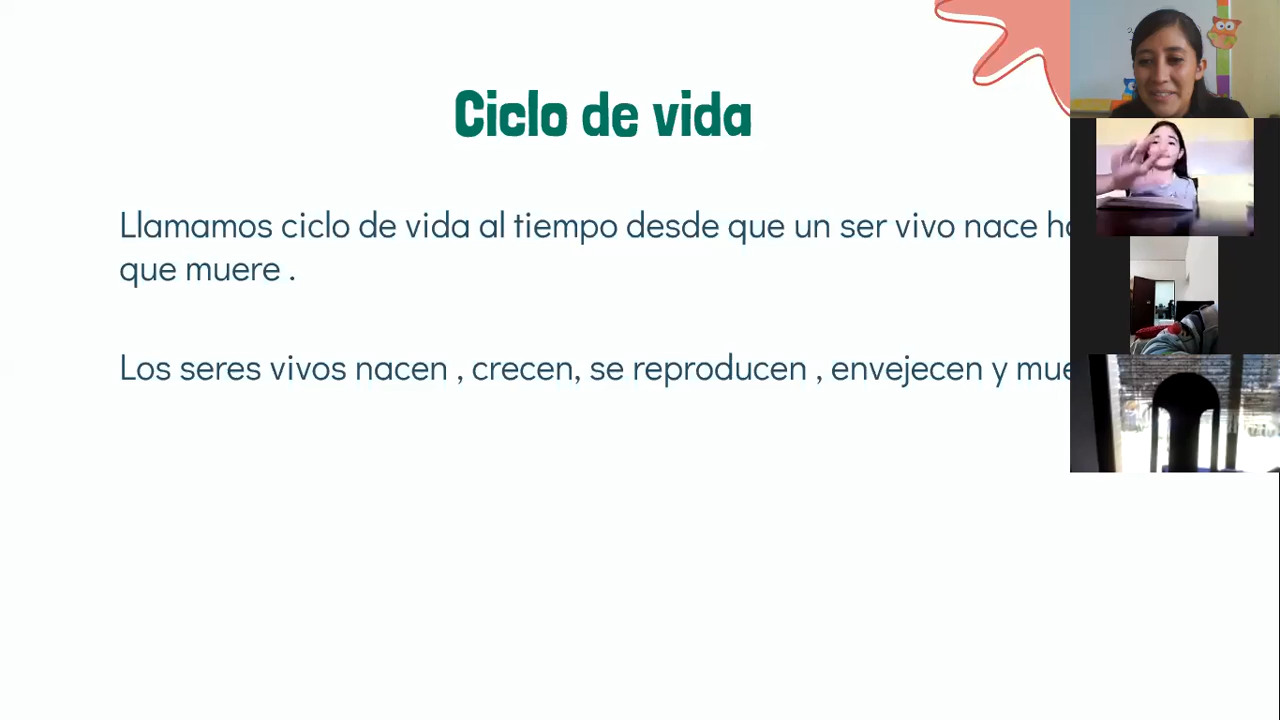 Ciclo de vida
Llamamos ciclo de vida al tiempo desde que un ser vivo nace
que muere .
Los seres vivos nacen , crecen, se reproducen , envejecen y